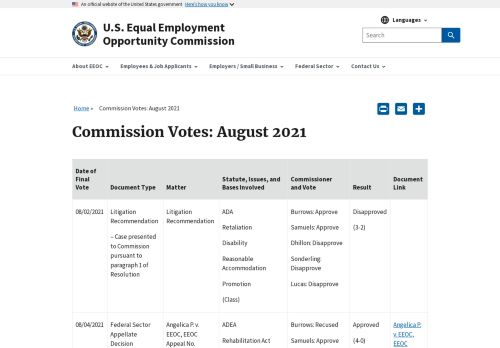 An official website of the United States government Here's how you know
U.S. Equal Employment
Opportunity Commission
Languages
Search
About EEOC
Employees & Job Applicants
Employers / Small Business
Federal Sector
Contact Us
Home » Commission Votes: August 2021
Commission Votes: August 2021
Date of Final Vote
Document Type
Matter
Statute, Issues, and Bases Involved
Commissioner and Vote
Result
Document Link
08/02/2021
Litigation
Recommendation
– Case presented
to Commission
pursuant to
paragraph 1 of
Resolution
Litigation
Recommendation
ADA
Retaliation
Disability
Reasonable
Accommodation
Promotion
(Class)
Burrows: Approve
Samuels: Approve
Dhillon: Disapprove
Sonderling:
Disapprove
Lucas: Disapprove
Disapproved
(3-2)
08/04/2021
Federal Sector
Appellate
Decision
Angelica P. v.
EEOC, EEOC
Appeal No.
ADEA
Rehabilitation Act
Burrows: Recused
Samuels: Approve
Approved
(4-0)
Angelica P.
v. EEOC,
EEOC